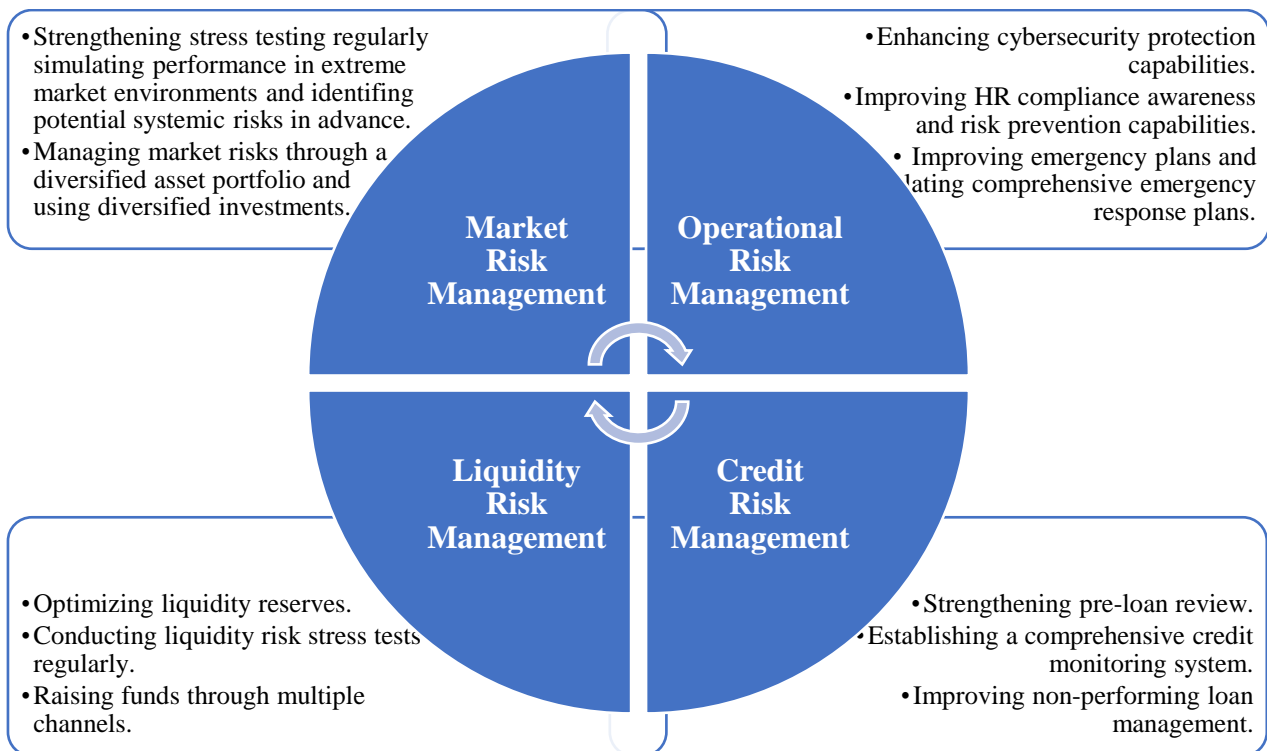 •Strengthening stress testing regularly
simulating performance in extreme
market environments and identifing
potential systemic risks in advance.
•Managing market risks through a
diversified asset portfolio and
using diversified investments.
•Enhancing cybersecurity protection
capabilities.
•Improving HR compliance awareness
and risk prevention capabilities.
• Improving emergency plans and
comprehensive emergency
response plans.
Market
Risk
Management
Operational
Risk
Management
Liquidity
Risk
Management
Credit
Risk
Management
•Optimizing liquidity reserves.
•Conducting liquidity risk stress tests
regularly.
•Raising funds through multiple
channels.
•Strengthening pre-loan review.
•Establishing a comprehensive credit
monitoring system.
•Improving non-performing loan
management.